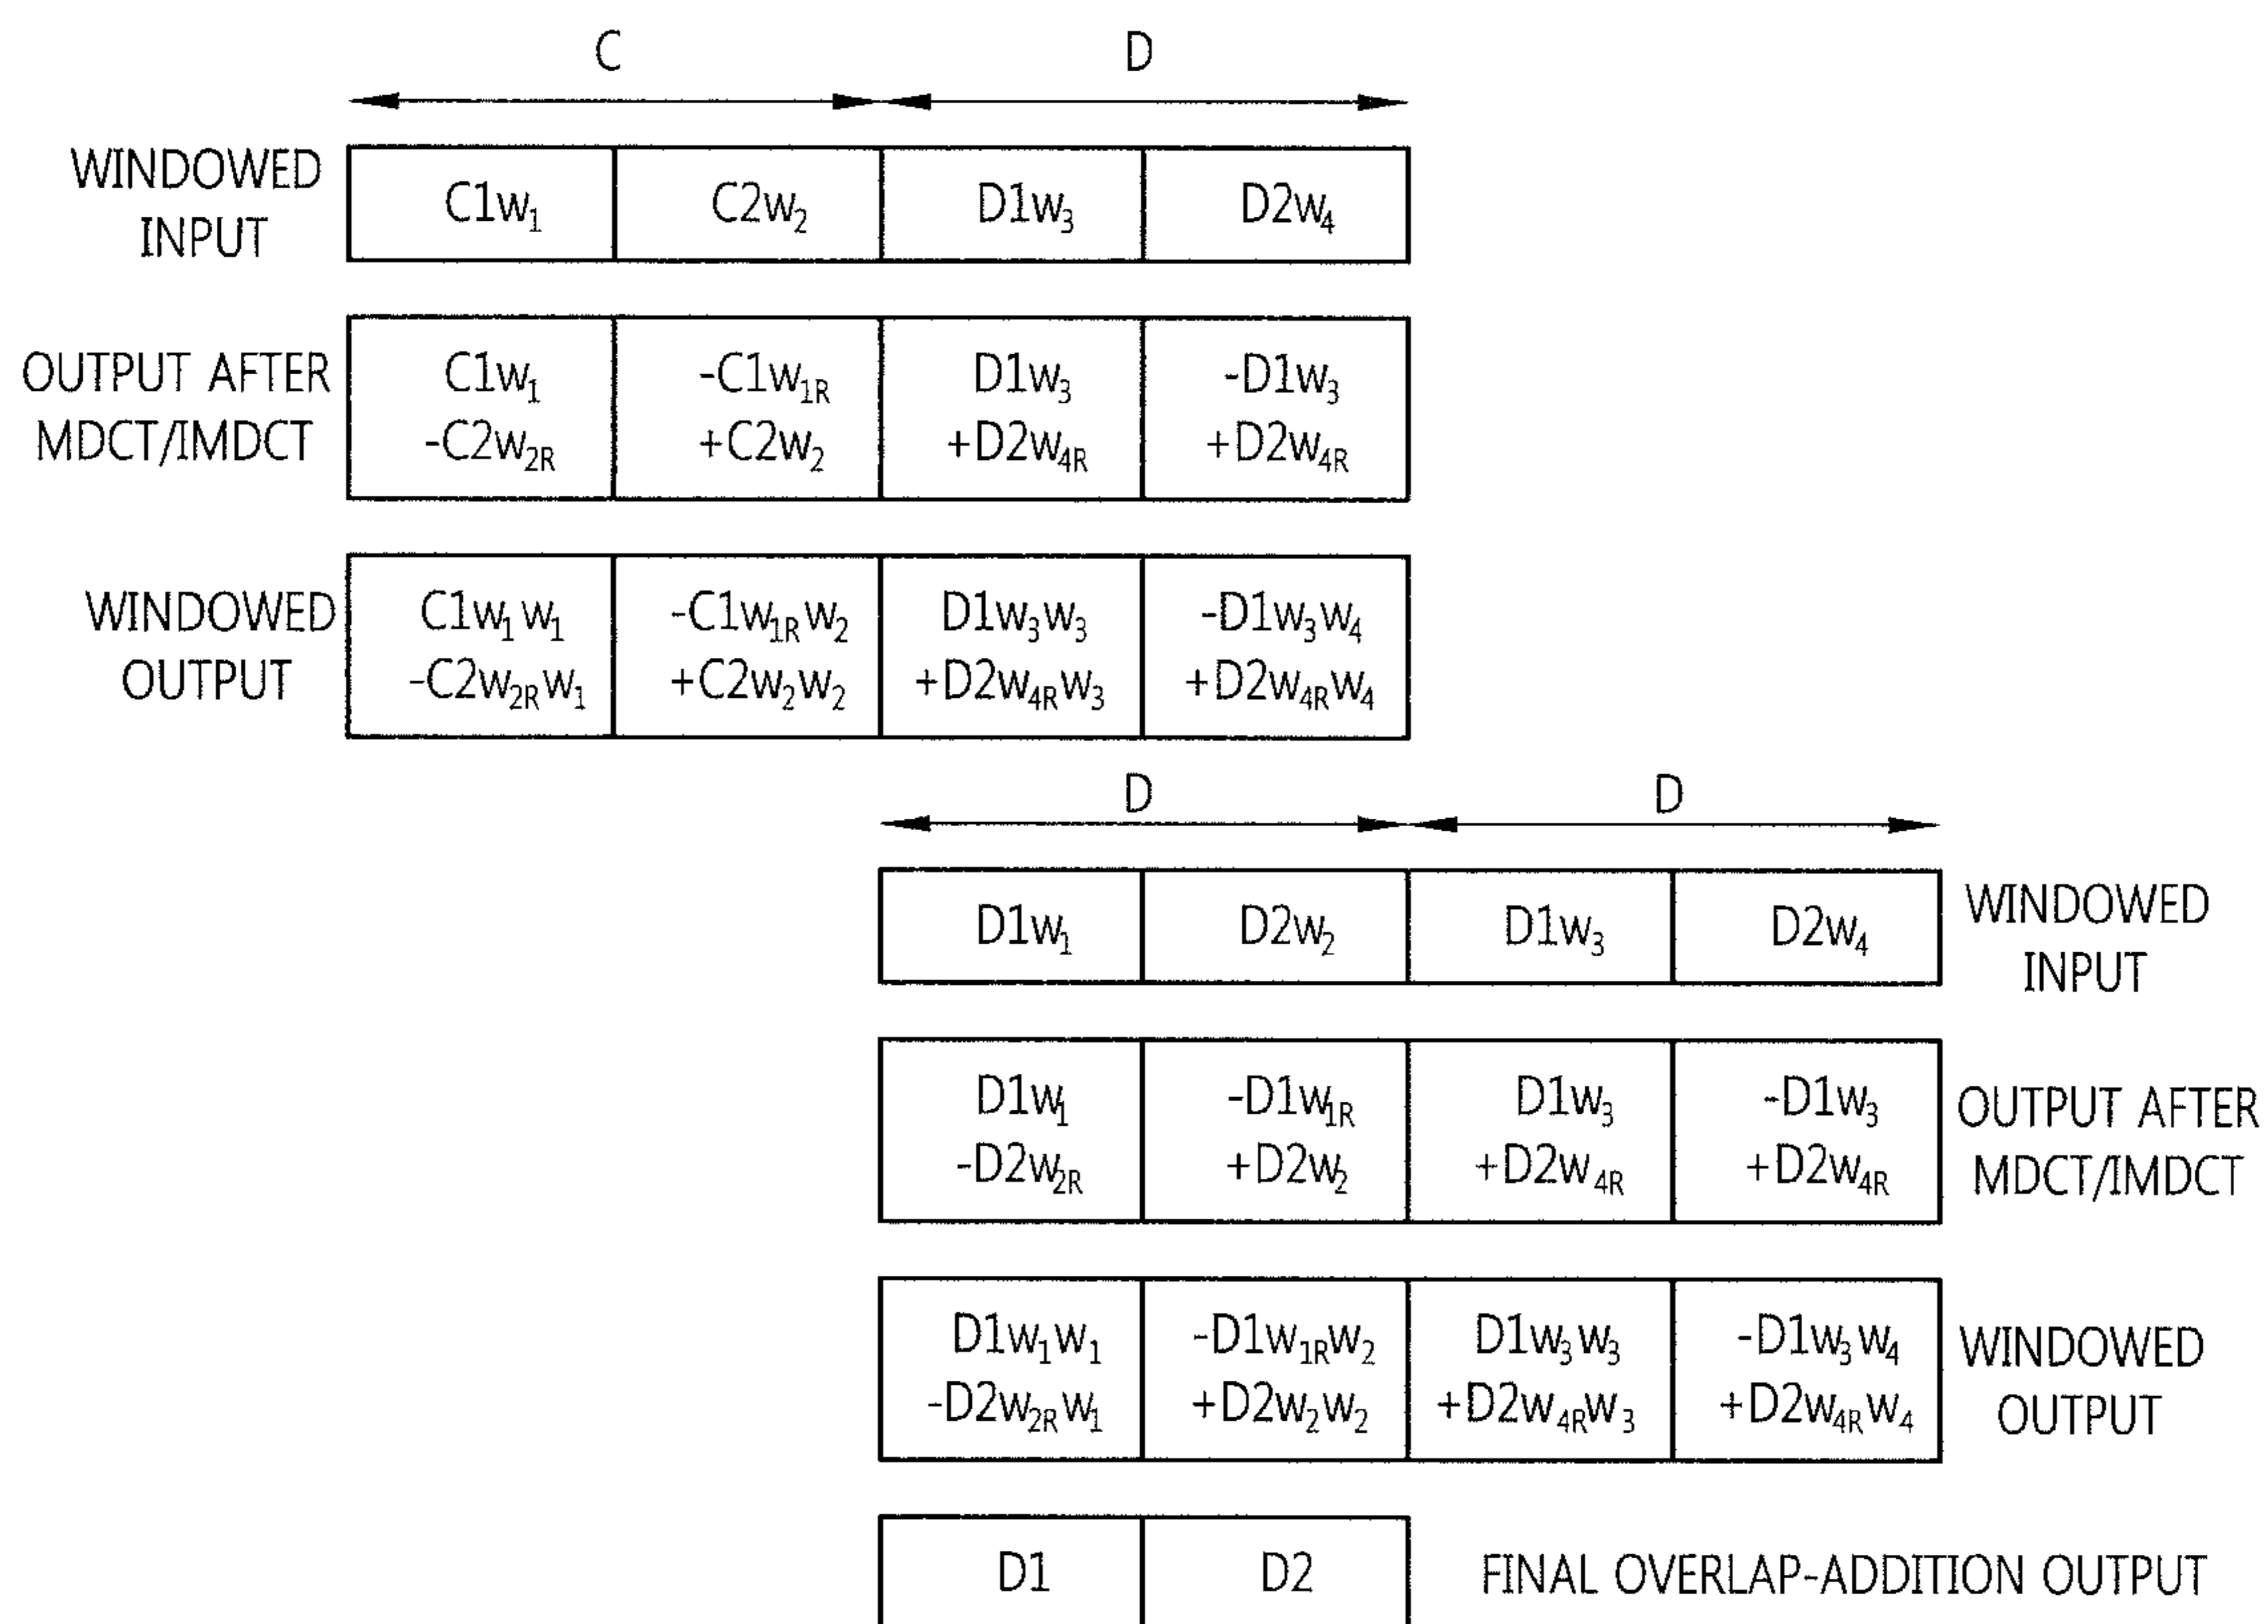 C D
WINDOWED
INPUT
C1w₁ C2w₂ D1w₃ D2w₄
OUTPUT AFTER
MDCT/IMDCT
C1w₁ -C1w₁R D1w₃ -D1w₃
-C2w₂R +C2w₂ +D2w₄R +D2w₄R
WINDOWED
OUTPUT
C1w₁w₁ -C1w₁Rw₂ D1w₃w₃ -D1w₃w₄
-C2w₂Rw₁ +C2w₂w₂ +D2w₄Rw₃ +D2w₄Rw₄
D D
D1w₁ D2w₂ D1w₃ D2w₄
WINDOWED
INPUT
D1w₁ -D1w₁R D1w₃ -D1w₃
-D2w₂R +D2w₂ +D2w₄R +D2w₄R
OUTPUT AFTER
MDCT/IMDCT
D1w₁w₁ -D1w₁Rw₂ D1w₃w₃ -D1w₃w₄
-D2w₂Rw₁ +D2w₂w₂ +D2w₄Rw₃ +D2w₄Rw₄
WINDOWED
OUTPUT
D1 D2 FINAL OVERLAP-ADDITION OUTPUT